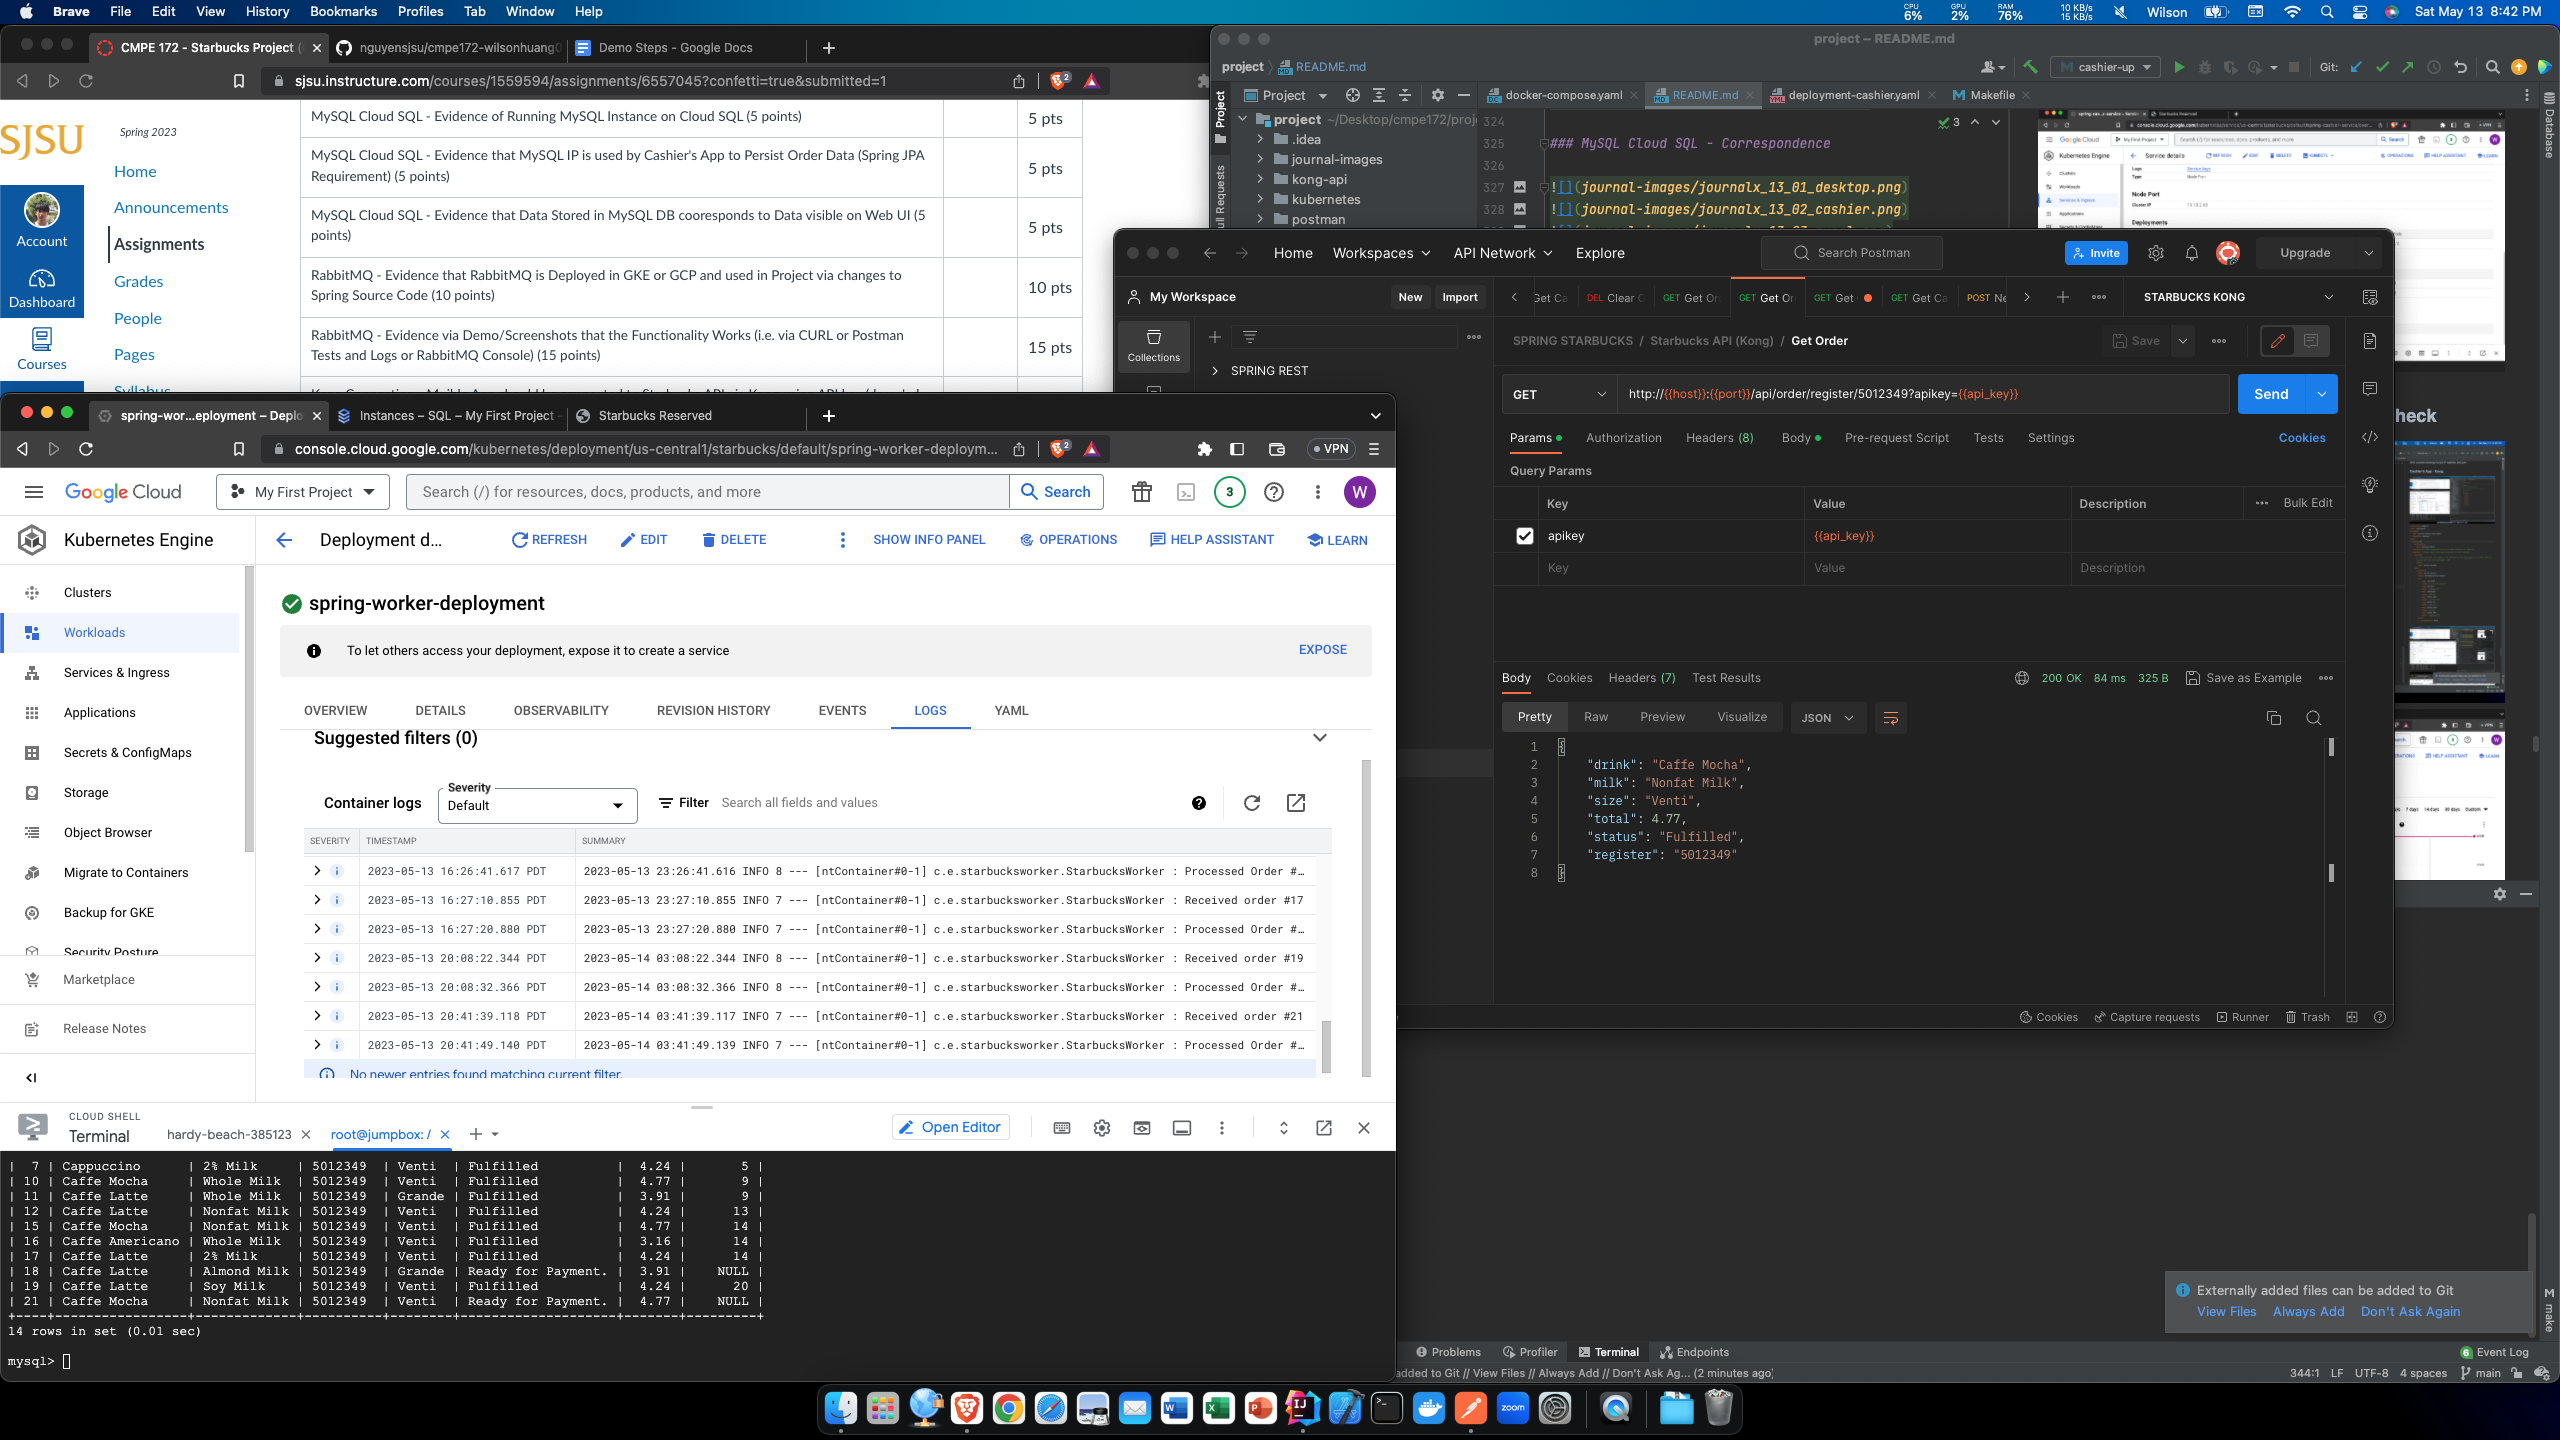 Brave File Edit View History Bookmarks Profiles Tab Window Help
CPU 6% GPU 2% RAM 76% 10 KB/s 15 KB/s Wilson Sat May 13 8:42 PM
CMPE 172 - Starbucks Project ( nguyensjsu/cmpe172-wilsonhuang Demo Steps - Google Docs
sjsu.instructure.com/courses/1559594/assignments/6557045?confetti=true&submitted=1
SJSU
Spring 2023
Home
Announcements
Assignments
Grades
People
Pages
Syllabus
Account
Dashboard
Courses
MySQL Cloud SQL - Evidence of Running MySQL Instance on Cloud SQL (5 points) 5 pts
MySQL Cloud SQL - Evidence that MySQL IP is used by Cashier's App to Persist Order Data (Spring JPA
Requirement) (5 points) 5 pts
MySQL Cloud SQL - Evidence that Data Stored in MySQL DB cooresponds to Data visible on Web UI (5
points) 5 pts
RabbitMQ - Evidence that RabbitMQ is Deployed in GKE or GCP and used in Project via changes to
Spring Source Code (10 points) 10 pts
RabbitMQ - Evidence via Demo/Screenshots that the Functionality Works (i.e. via CURL or Postman
Tests and Logs or RabbitMQ Console) (15 points) 15 pts
project – README.md
project README.md cashier-up Git:
Project docker-compose.yaml README.md deployment-cashier.yaml Makefile
project ~/Desktop/cmpe172/proj
.idea
journal-images
kong-api
kubernetes
postman
Project
Pull Requests
Database
324
325 ### MySQL Cloud SQL - Correspondence
326
327 ![](journal-images/journalx_13_01_desktop.png)
328 ![](journal-images/journalx_13_02_cashier.png)
3
heck
Home Workspaces API Network Explore Search Postman Invite Upgrade
My Workspace New Import
Get Ca DEL Clear C GET Get Or GET Get Or GET Get GET Get Ca POST Ne STARBUCKS KONG
Collections
SPRING REST
SPRING STARBUCKS / Starbucks API (Kong) / Get Order Save
GET http://{{host}}:{{port}}/api/order/register/5012349?apikey={{api_key}} Send
Params Authorization Headers (8) Body Pre-request Script Tests Settings Cookies
Query Params
Key Value Description Bulk Edit
apikey {{api_key}}
Key Value Description
Body Cookies Headers (7) Test Results 200 OK 84 ms 325 B Save as Example
Pretty Raw Preview Visualize JSON
1 {
2 "drink": "Caffe Mocha",
3 "milk": "Nonfat Milk",
4 "size": "Venti",
5 "total": 4.77,
6 "status": "Fulfilled",
7 "register": "5012349"
8 }
Cookies Capture requests Runner Trash
spring-wor...eployment – Deplo Instances – SQL – My First Project Starbucks Reserved
console.cloud.google.com/kubernetes/deployment/us-central1/starbucks/default/spring-worker-deploym... VPN
Google Cloud My First Project Search (/) for resources, docs, products, and more Search 3 W
Kubernetes Engine Deployment d... REFRESH EDIT DELETE SHOW INFO PANEL OPERATIONS HELP ASSISTANT LEARN
Clusters
Workloads
Services & Ingress
Applications
Secrets & ConfigMaps
Storage
Object Browser
Migrate to Containers
Backup for GKE
Security Posture
Marketplace
Release Notes
spring-worker-deployment
To let others access your deployment, expose it to create a service EXPOSE
OVERVIEW DETAILS OBSERVABILITY REVISION HISTORY EVENTS LOGS YAML
Suggested filters (0)
Container logs Severity Default Filter Search all fields and values
SEVERITY TIMESTAMP SUMMARY
2023-05-13 16:26:41.617 PDT 2023-05-13 23:26:41.616 INFO 8 --- [ntContainer#0-1] c.e.starbucksworker.StarbucksWorker : Processed Order #…
2023-05-13 16:27:10.855 PDT 2023-05-13 23:27:10.855 INFO 7 --- [ntContainer#0-1] c.e.starbucksworker.StarbucksWorker : Received order #17
2023-05-13 16:27:20.880 PDT 2023-05-13 23:27:20.880 INFO 7 --- [ntContainer#0-1] c.e.starbucksworker.StarbucksWorker : Processed Order #…
2023-05-13 20:08:22.344 PDT 2023-05-14 03:08:22.344 INFO 8 --- [ntContainer#0-1] c.e.starbucksworker.StarbucksWorker : Received order #19
2023-05-13 20:08:32.366 PDT 2023-05-14 03:08:32.366 INFO 8 --- [ntContainer#0-1] c.e.starbucksworker.StarbucksWorker : Processed Order #…
2023-05-13 20:41:39.118 PDT 2023-05-14 03:41:39.117 INFO 7 --- [ntContainer#0-1] c.e.starbucksworker.StarbucksWorker : Received order #21
2023-05-13 20:41:49.140 PDT 2023-05-14 03:41:49.139 INFO 7 --- [ntContainer#0-1] c.e.starbucksworker.StarbucksWorker : Processed Order #…
No newer entries found matching current filter.
CLOUD SHELL
Terminal hardy-beach-385123 root@jumpbox: / Open Editor
| 7 | Cappuccino | 2% Milk | 5012349 | Venti | Fulfilled | 4.24 | 5 |
| 10 | Caffe Mocha | Whole Milk | 5012349 | Venti | Fulfilled | 4.77 | 9 |
| 11 | Caffe Latte | Whole Milk | 5012349 | Grande | Fulfilled | 3.91 | 9 |
| 12 | Caffe Latte | Nonfat Milk | 5012349 | Venti | Fulfilled | 4.24 | 13 |
| 15 | Caffe Mocha | Nonfat Milk | 5012349 | Venti | Fulfilled | 4.77 | 14 |
| 16 | Caffe Americano | Whole Milk | 5012349 | Venti | Fulfilled | 3.16 | 14 |
| 17 | Caffe Latte | 2% Milk | 5012349 | Venti | Fulfilled | 4.24 | 14 |
| 18 | Caffe Latte | Almond Milk | 5012349 | Grande | Ready for Payment. | 3.91 | NULL |
| 19 | Caffe Latte | Soy Milk | 5012349 | Venti | Fulfilled | 4.24 | 20 |
| 21 | Caffe Mocha | Nonfat Milk | 5012349 | Venti | Ready for Payment. | 4.77 | NULL |
14 rows in set (0.01 sec)
mysql>
Externally added files can be added to Git
View Files Always Add Don't Ask Again
make
Problems Profiler Terminal Endpoints 6 Event Log
added to Git // View Files // Always Add // Don't Ask Ag... (2 minutes ago) 344:1 LF UTF-8 4 spaces main
zoom